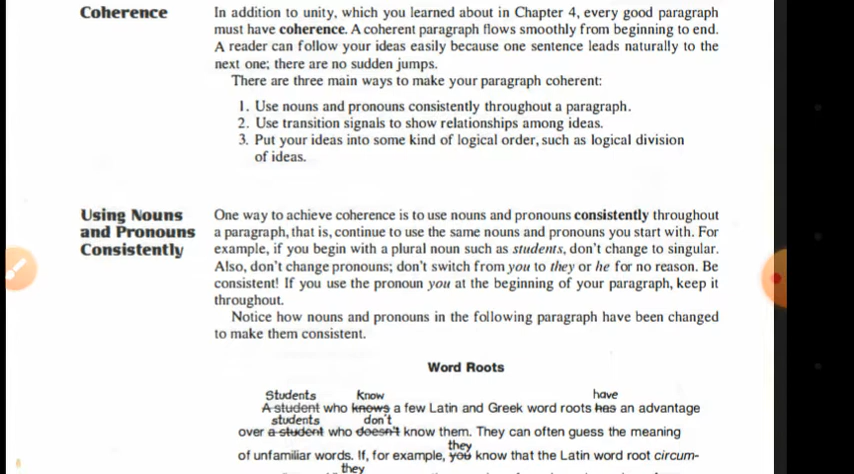 Coherence
In addition to unity, which you learned about in Chapter 4, every good paragraph
must have coherence. A coherent paragraph flows smoothly from beginning to end.
A reader can follow your ideas easily because one sentence leads naturally to the
next one; there are no sudden jumps.
There are three main ways to make your paragraph coherent:
1. Use nouns and pronouns consistently throughout a paragraph.
2. Use transition signals to show relationships among ideas.
3. Put your ideas into some kind of logical order, such as logical division
of ideas.
Using Nouns
and Pronouns
Consistently
One way to achieve coherence is to use nouns and pronouns consistently throughout
a paragraph, that is, continue to use the same nouns and pronouns you start with. For
example, if you begin with a plural noun such as students, don't change to singular.
Also, don't change pronouns; don't switch from you to they or he for no reason. Be
consistent! If you use the pronoun you at the beginning of your paragraph, keep it
throughout.
Notice how nouns and pronouns in the following paragraph have been changed
to make them consistent.
Word Roots
Students know have
A student who knows a few Latin and Greek word roots has an advantage
students don't
over a student who doesn't know them. They can often guess the meaning
they
of unfamiliar words. If, for example, you know that the Latin word root circum-
they